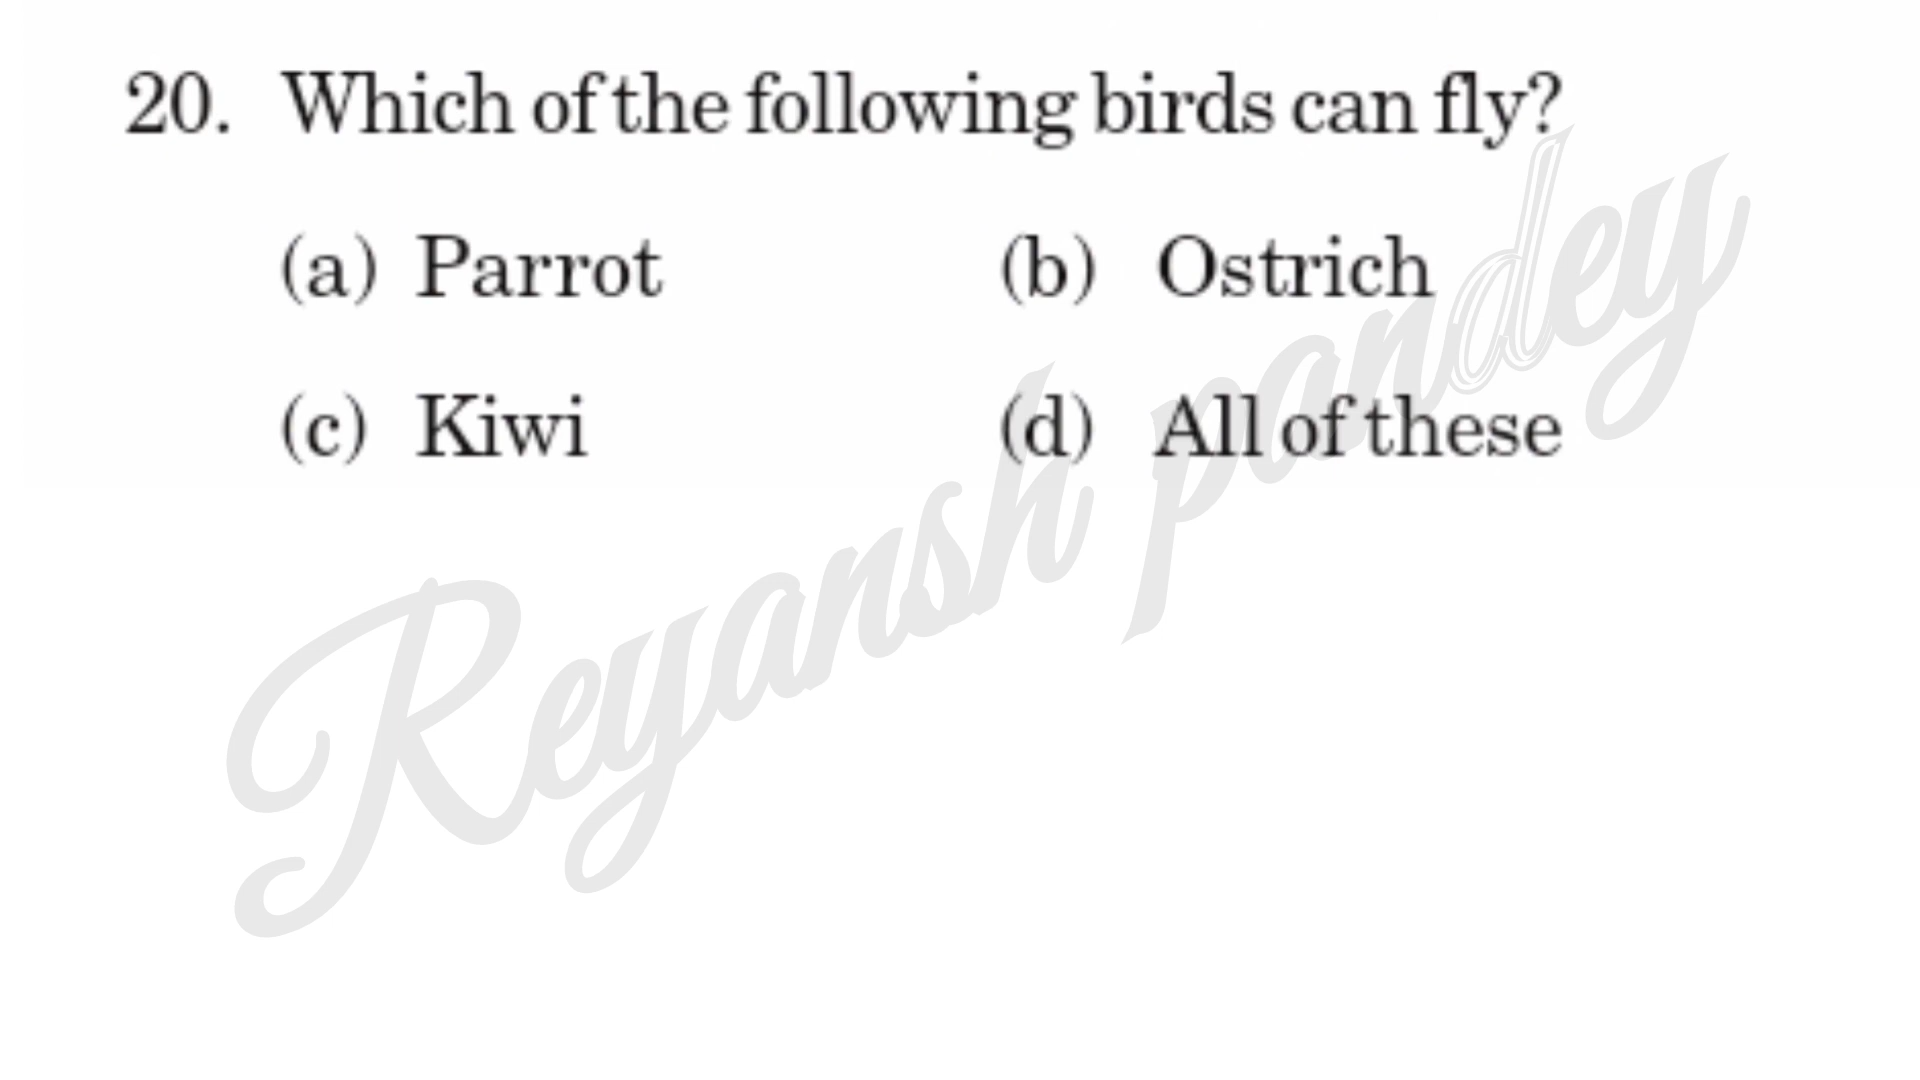 20. Which of the following birds can fly?
(a) Parrot (b) Ostrich
(c) Kiwi (d) All of these
Reyansh pandey